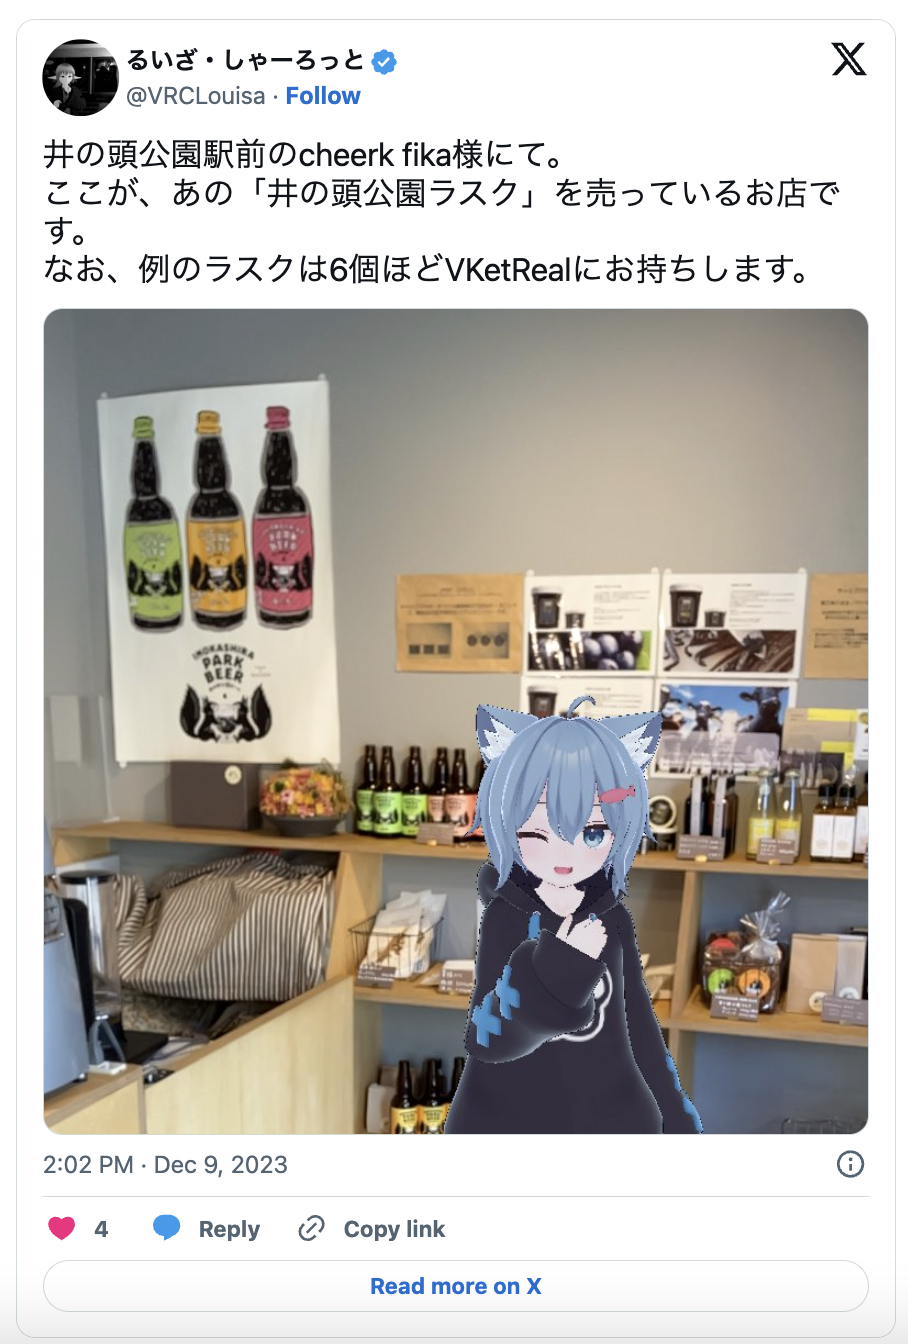 るいざ・しゃーろっと
@VRCLouisa · Follow
井の頭公園駅前のcheerk fika様にて。
ここが、あの「井の頭公園ラスク」を売っているお店で
す。
なお、例のラスクは6個ほどVKetRealにお持ちします。
INOKASHIRA
PARK
BEER
2:02 PM · Dec 9, 2023
4 Reply Copy link
Read more on X